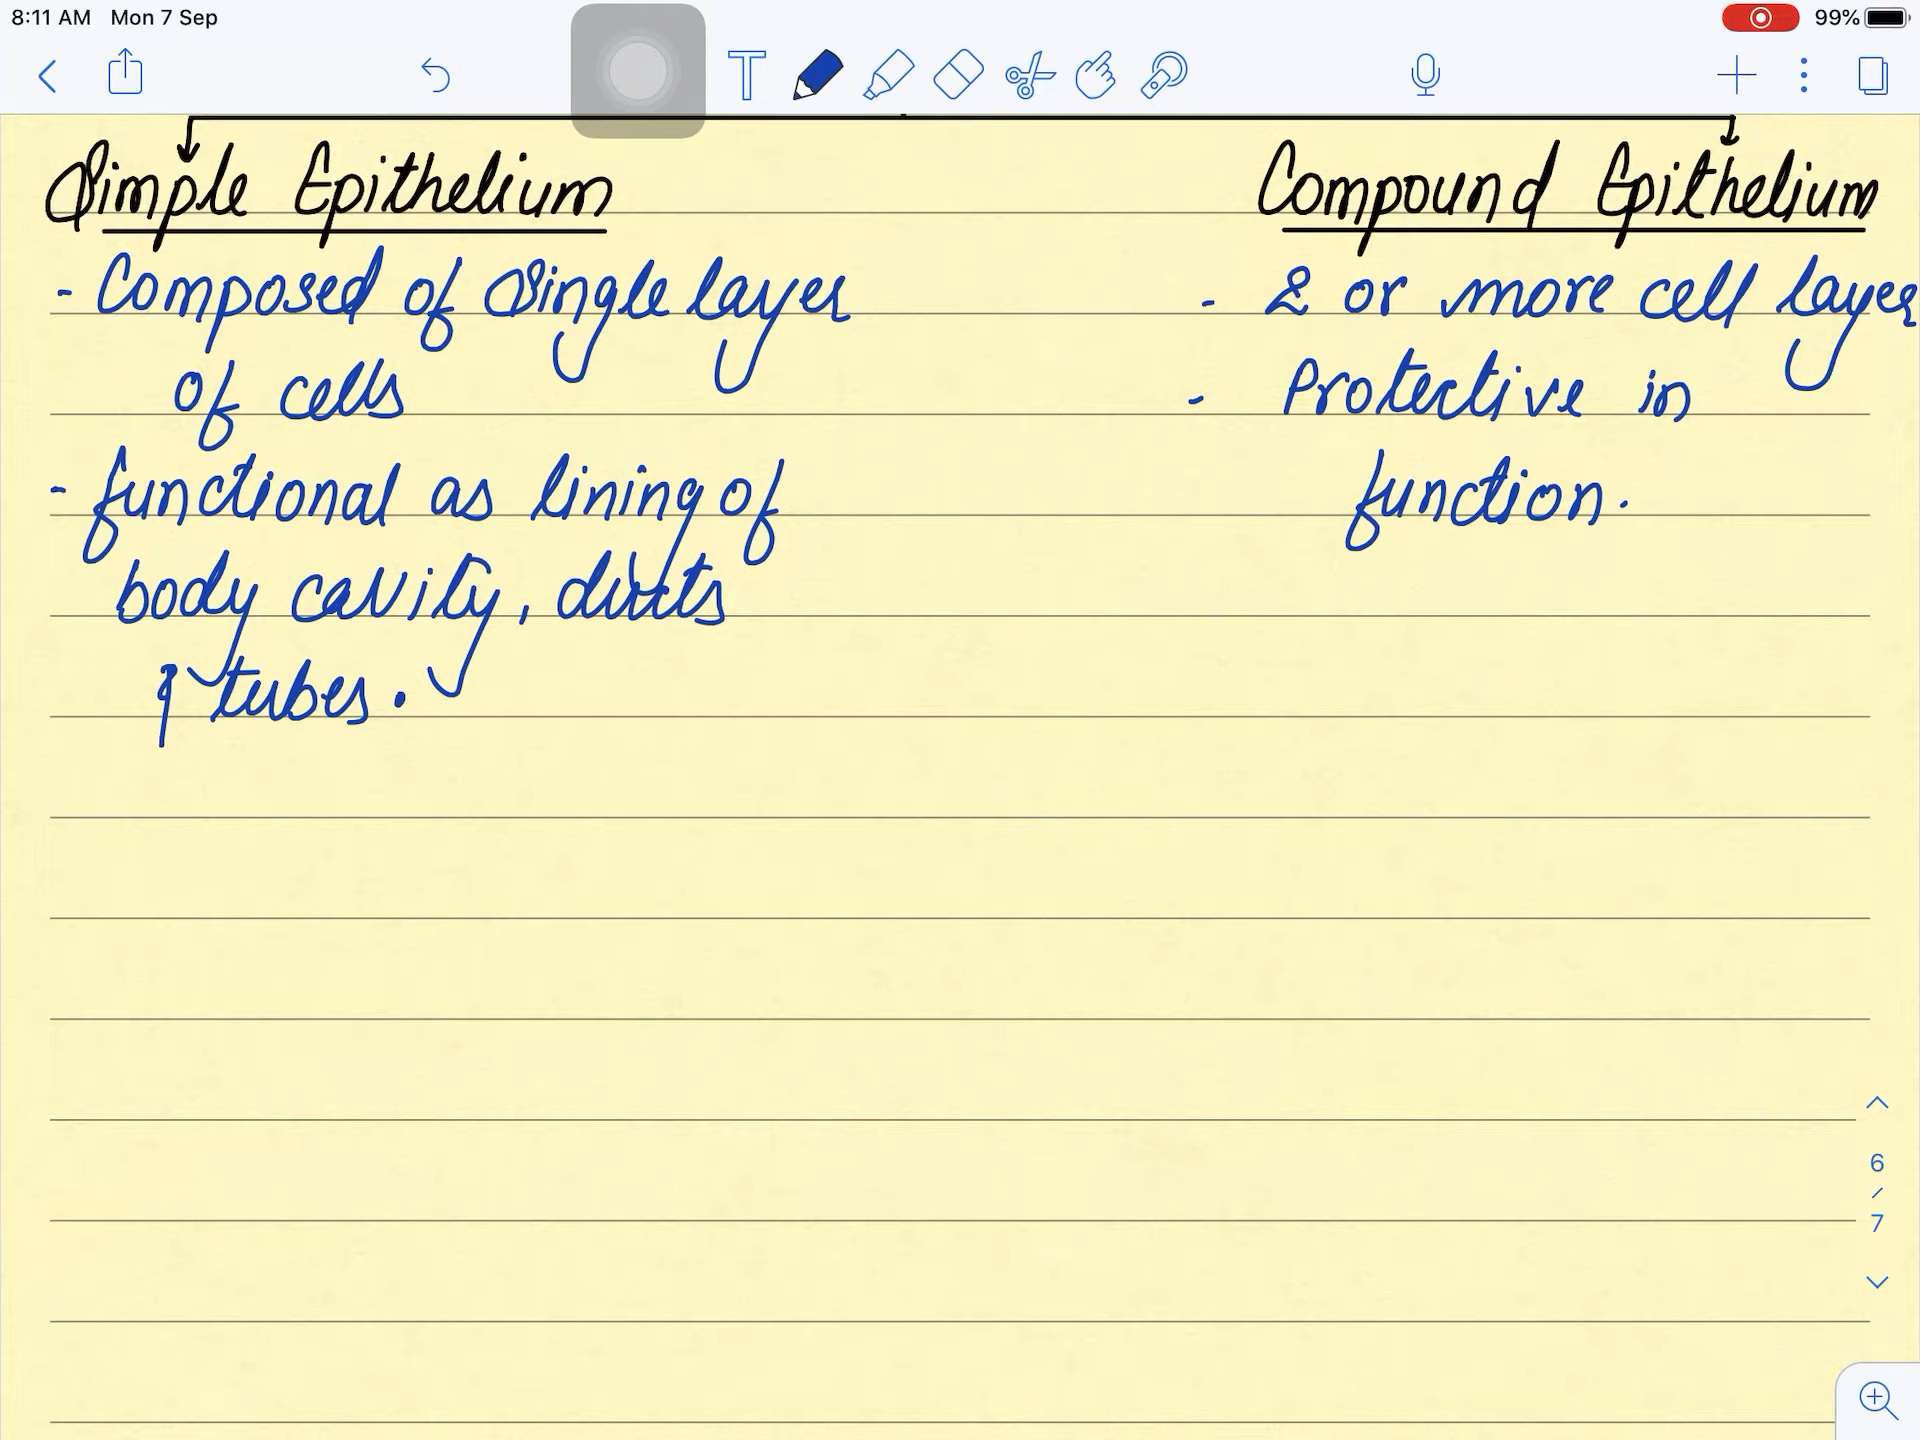 8:11 AM Mon 7 Sep
99%
Simple Epithelium
- Composed of Single layer
of cells
- functional as lining of
body cavity, ducts
& tubes.
Compound Epithelium
- 2 or more cell layer
- Protective in
function.
6
/
7